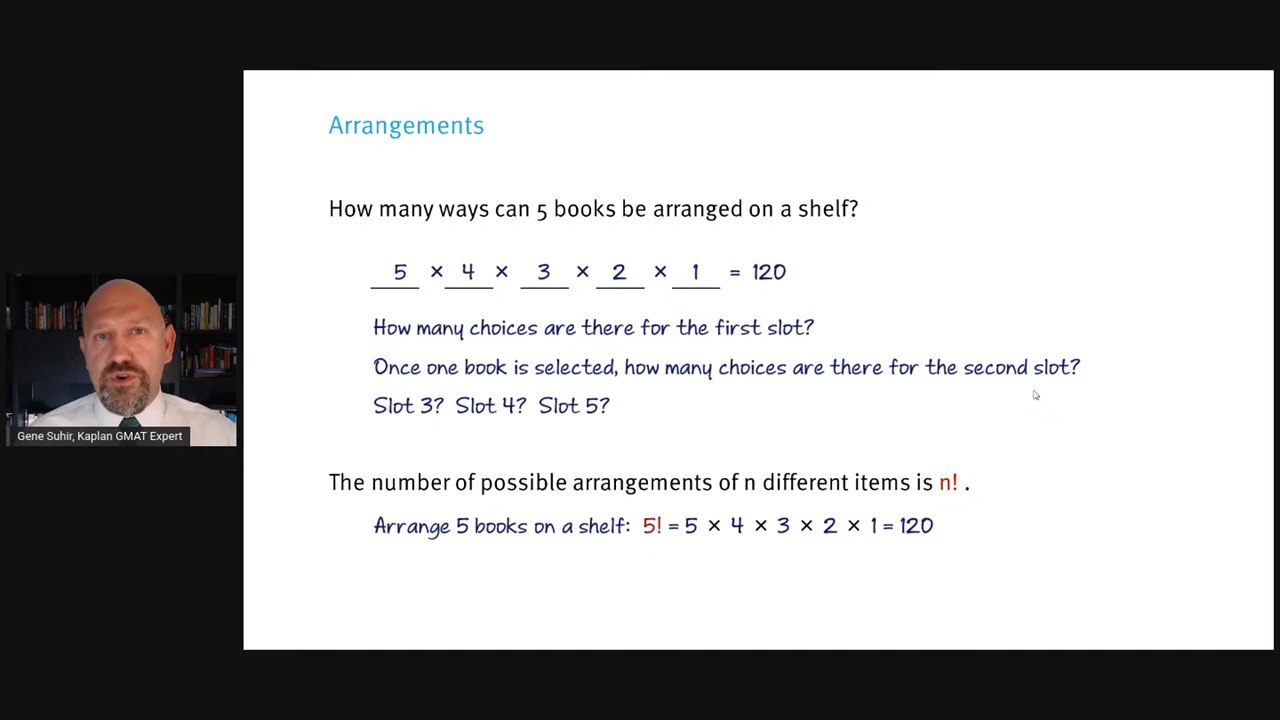 Arrangements
How many ways can 5 books be arranged on a shelf?
5 × 4 × 3 × 2 × 1 = 120
How many choices are there for the first slot?
Once one book is selected, how many choices are there for the second slot?
Slot 3? Slot 4? Slot 5?
Gene Suhir, Kaplan GMAT Expert
The number of possible arrangements of n different items is n! .
Arrange 5 books on a shelf: 5! = 5 × 4 × 3 × 2 × 1 = 120